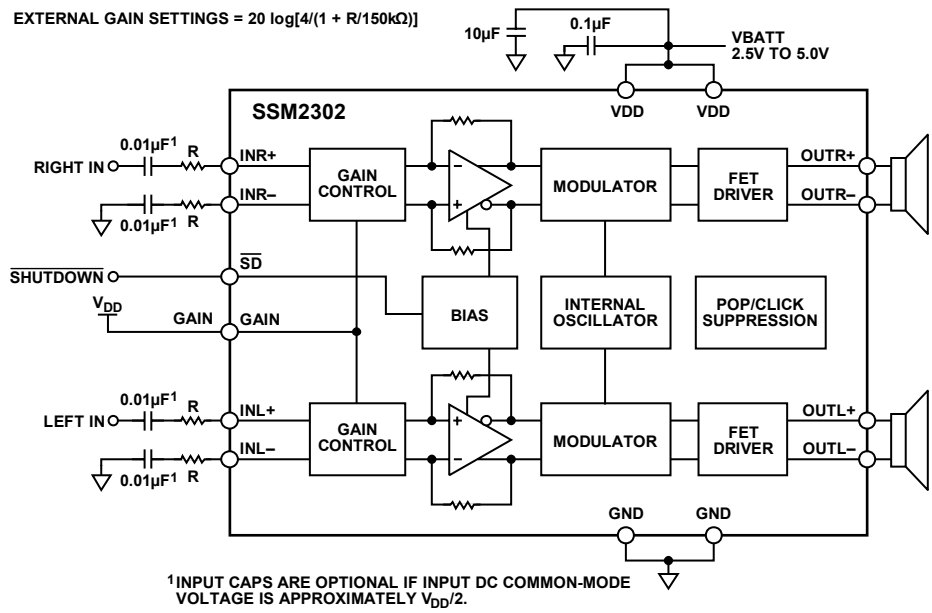 EXTERNAL GAIN SETTINGS = 20 log[4/(1 + R/150kΩ)]
10µF
0.1µF
VBATT
2.5V TO 5.0V
VDD
VDD
SSM2302
0.01µF¹
R
RIGHT IN
INR+
GAIN
CONTROL
MODULATOR
FET
DRIVER
OUTR+
INR–
OUTR–
0.01µF¹
R
SHUTDOWN
SD
VDD
GAIN
GAIN
BIAS
INTERNAL
OSCILLATOR
POP/CLICK
SUPPRESSION
0.01µF¹
R
LEFT IN
INL+
GAIN
CONTROL
MODULATOR
FET
DRIVER
OUTL+
INL–
OUTL–
0.01µF¹
R
GND
GND
¹INPUT CAPS ARE OPTIONAL IF INPUT DC COMMON-MODE
VOLTAGE IS APPROXIMATELY VDD/2.